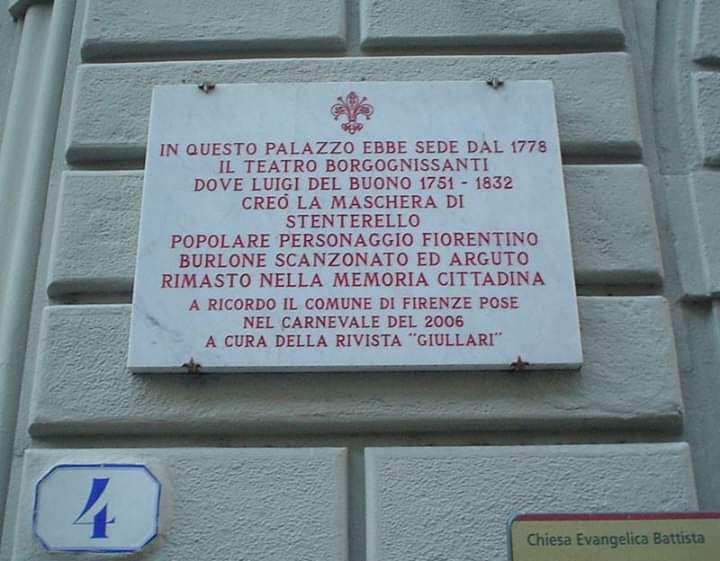 IN QUESTO PALAZZO EBBE SEDE DAL 1778
IL TEATRO BORGOGNISSANTI
DOVE LUIGI DEL BUONO 1751 - 1832
CREÒ LA MASCHERA DI
STENTERELLO
POPOLARE PERSONAGGIO FIORENTINO
BURLONE SCANZONATO ED ARGUTO
RIMASTO NELLA MEMORIA CITTADINA
A RICORDO IL COMUNE DI FIRENZE POSE
NEL CARNEVALE DEL 2006
A CURA DELLA RIVISTA "GIULLARI"
4
Chiesa Evangelica Battista